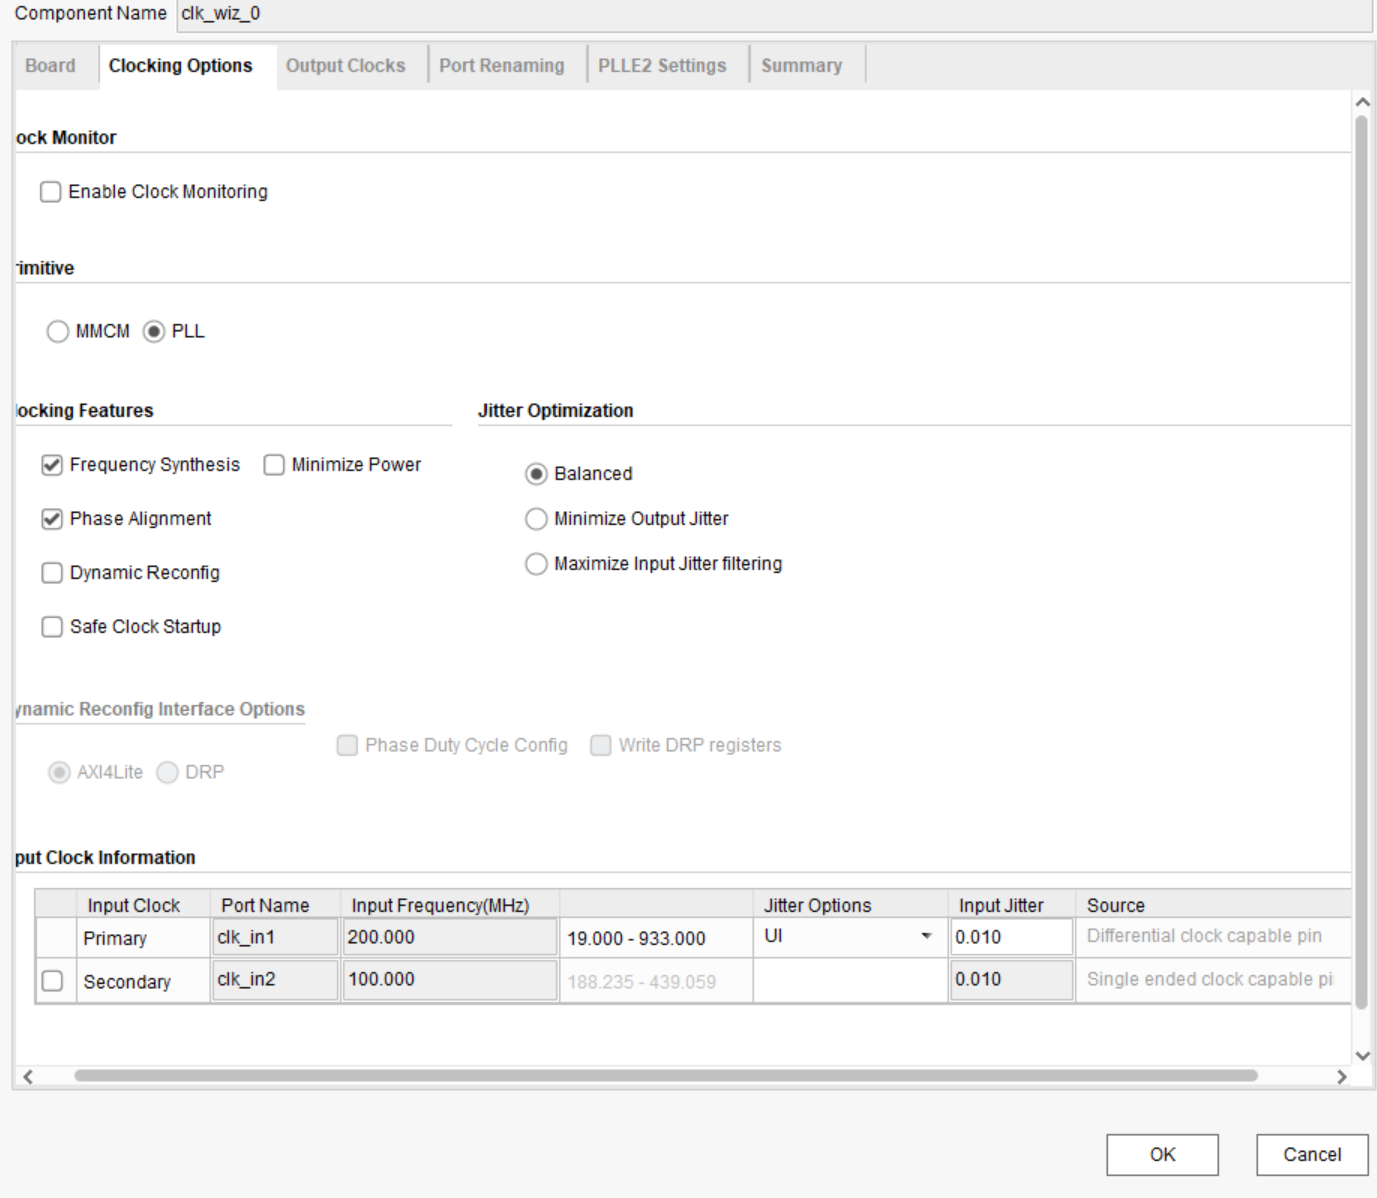 Component Name clk_wiz_0
Board Clocking Options Output Clocks Port Renaming PLLE2 Settings Summary
ock Monitor
Enable Clock Monitoring
rimitive
MMCM PLL
locking Features Jitter Optimization
Frequency Synthesis Minimize Power
Balanced
Phase Alignment
Minimize Output Jitter
Dynamic Reconfig
Maximize Input Jitter filtering
Safe Clock Startup
ynamic Reconfig Interface Options
Phase Duty Cycle Config Write DRP registers
AXI4Lite DRP
put Clock Information
Input Clock Port Name Input Frequency(MHz) Jitter Options Input Jitter Source
Primary clk_in1 200.000 19.000 - 933.000 UI 0.010 Differential clock capable pin
Secondary clk_in2 100.000 188.235 - 439.059 0.010 Single ended clock capable pi
OK Cancel